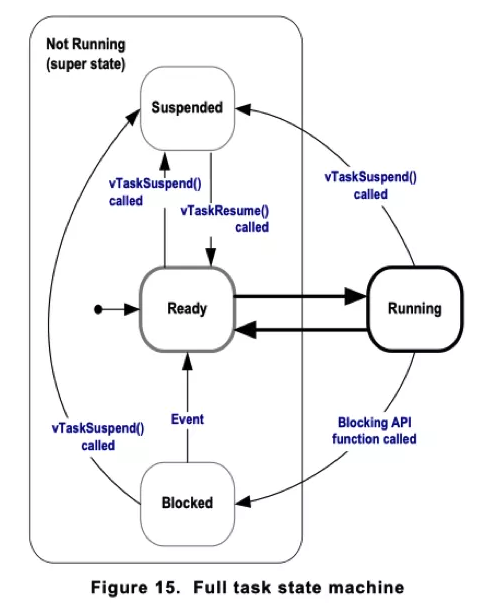 Not Running
(super state)
Suspended
vTaskSuspend()
called
vTaskResume()
called
vTaskSuspend()
called
Ready
Running
vTaskSuspend()
called
Event
Blocking API
function called
Blocked
Figure 15. Full task state machine